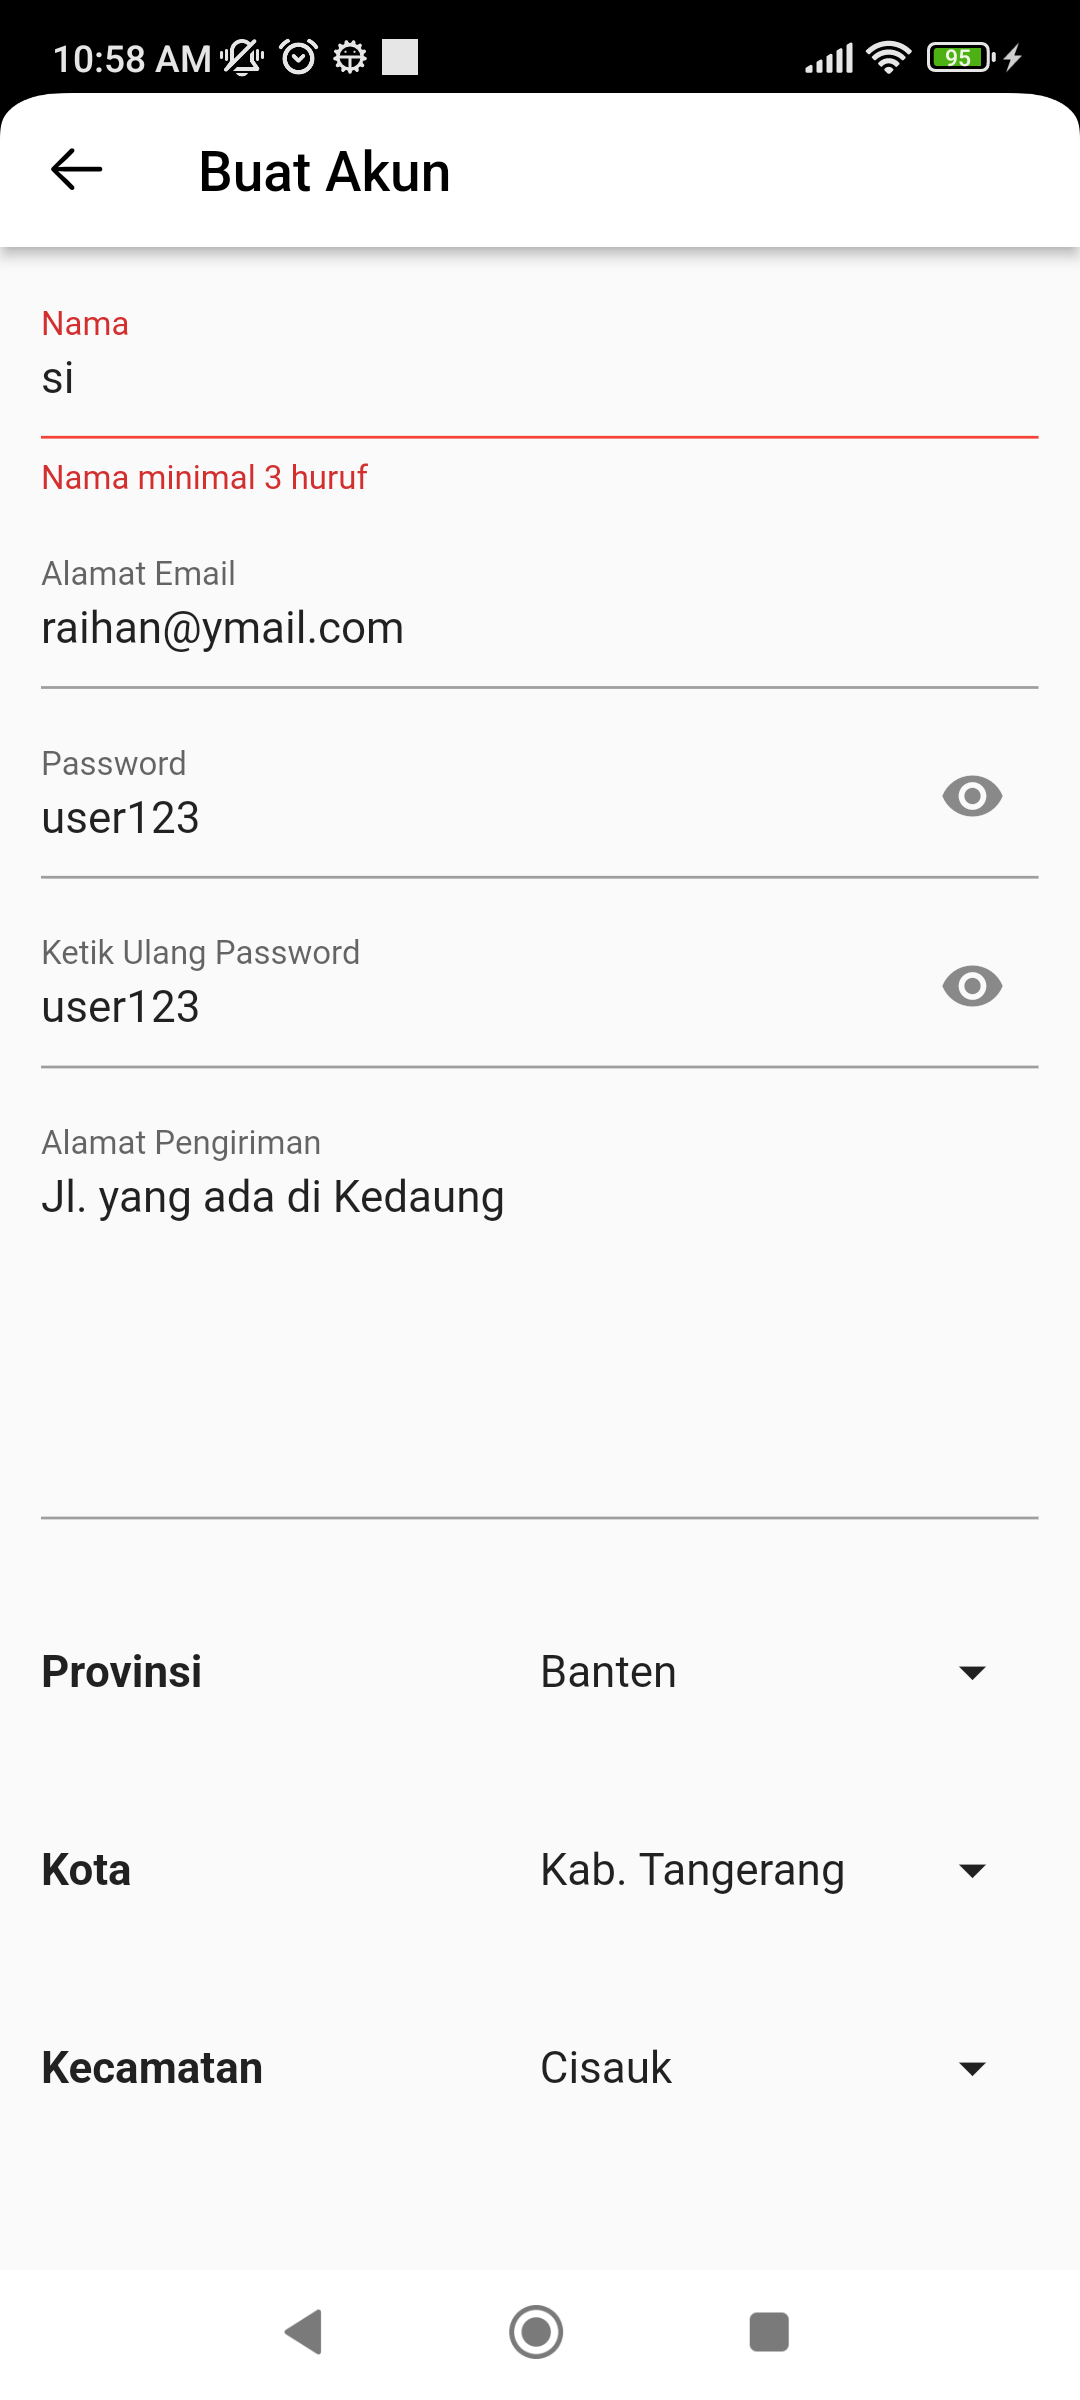 10:58 AM
95
Buat Akun
Nama
si
Nama minimal 3 huruf
Alamat Email
raihan@ymail.com
Password
user123
Ketik Ulang Password
user123
Alamat Pengiriman
Jl. yang ada di Kedaung
Provinsi Banten
Kota Kab. Tangerang
Kecamatan Cisauk